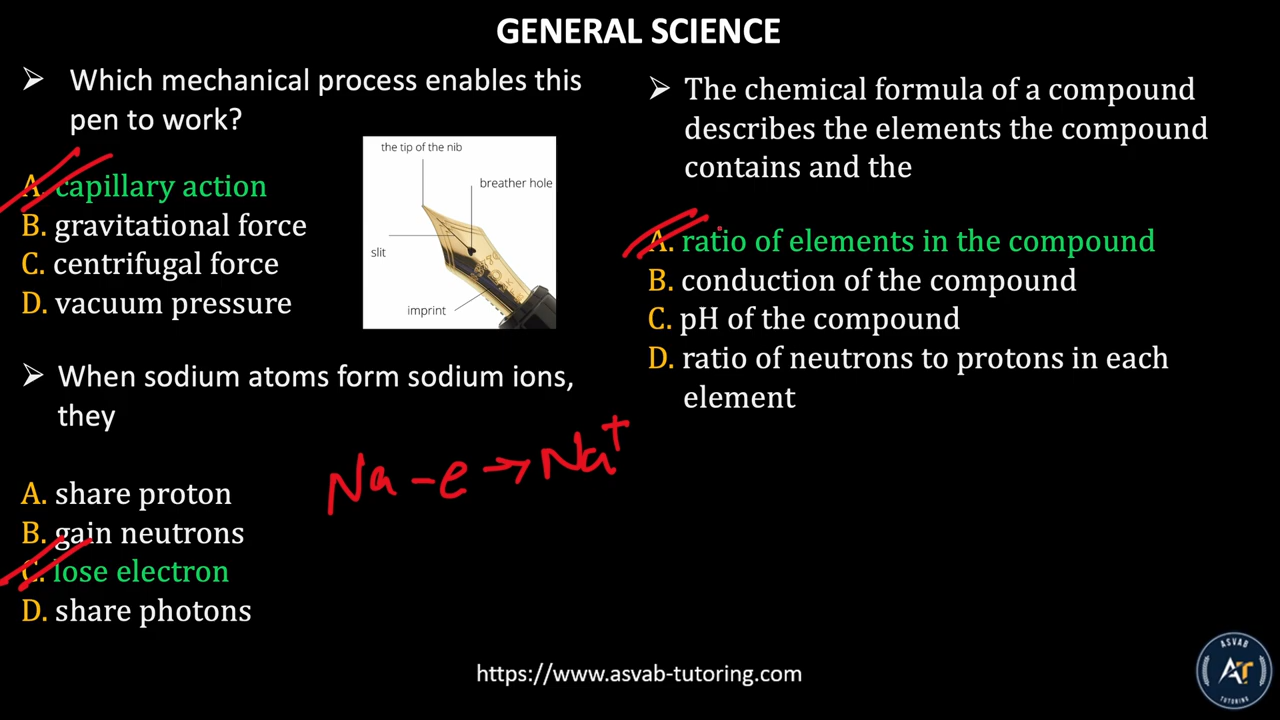 GENERAL SCIENCE
➢ Which mechanical process enables this
pen to work?
A. capillary action
B. gravitational force
C. centrifugal force
D. vacuum pressure
the tip of the nib
breather hole
slit
imprint
➢ When sodium atoms form sodium ions,
they
A. share proton
B. gain neutrons
C. lose electron
D. share photons
Na - e → Na⁺
➢ The chemical formula of a compound
describes the elements the compound
contains and the
A. ratio of elements in the compound
B. conduction of the compound
C. pH of the compound
D. ratio of neutrons to protons in each
element
https://www.asvab-tutoring.com
ASVAB
AT
TUTORING